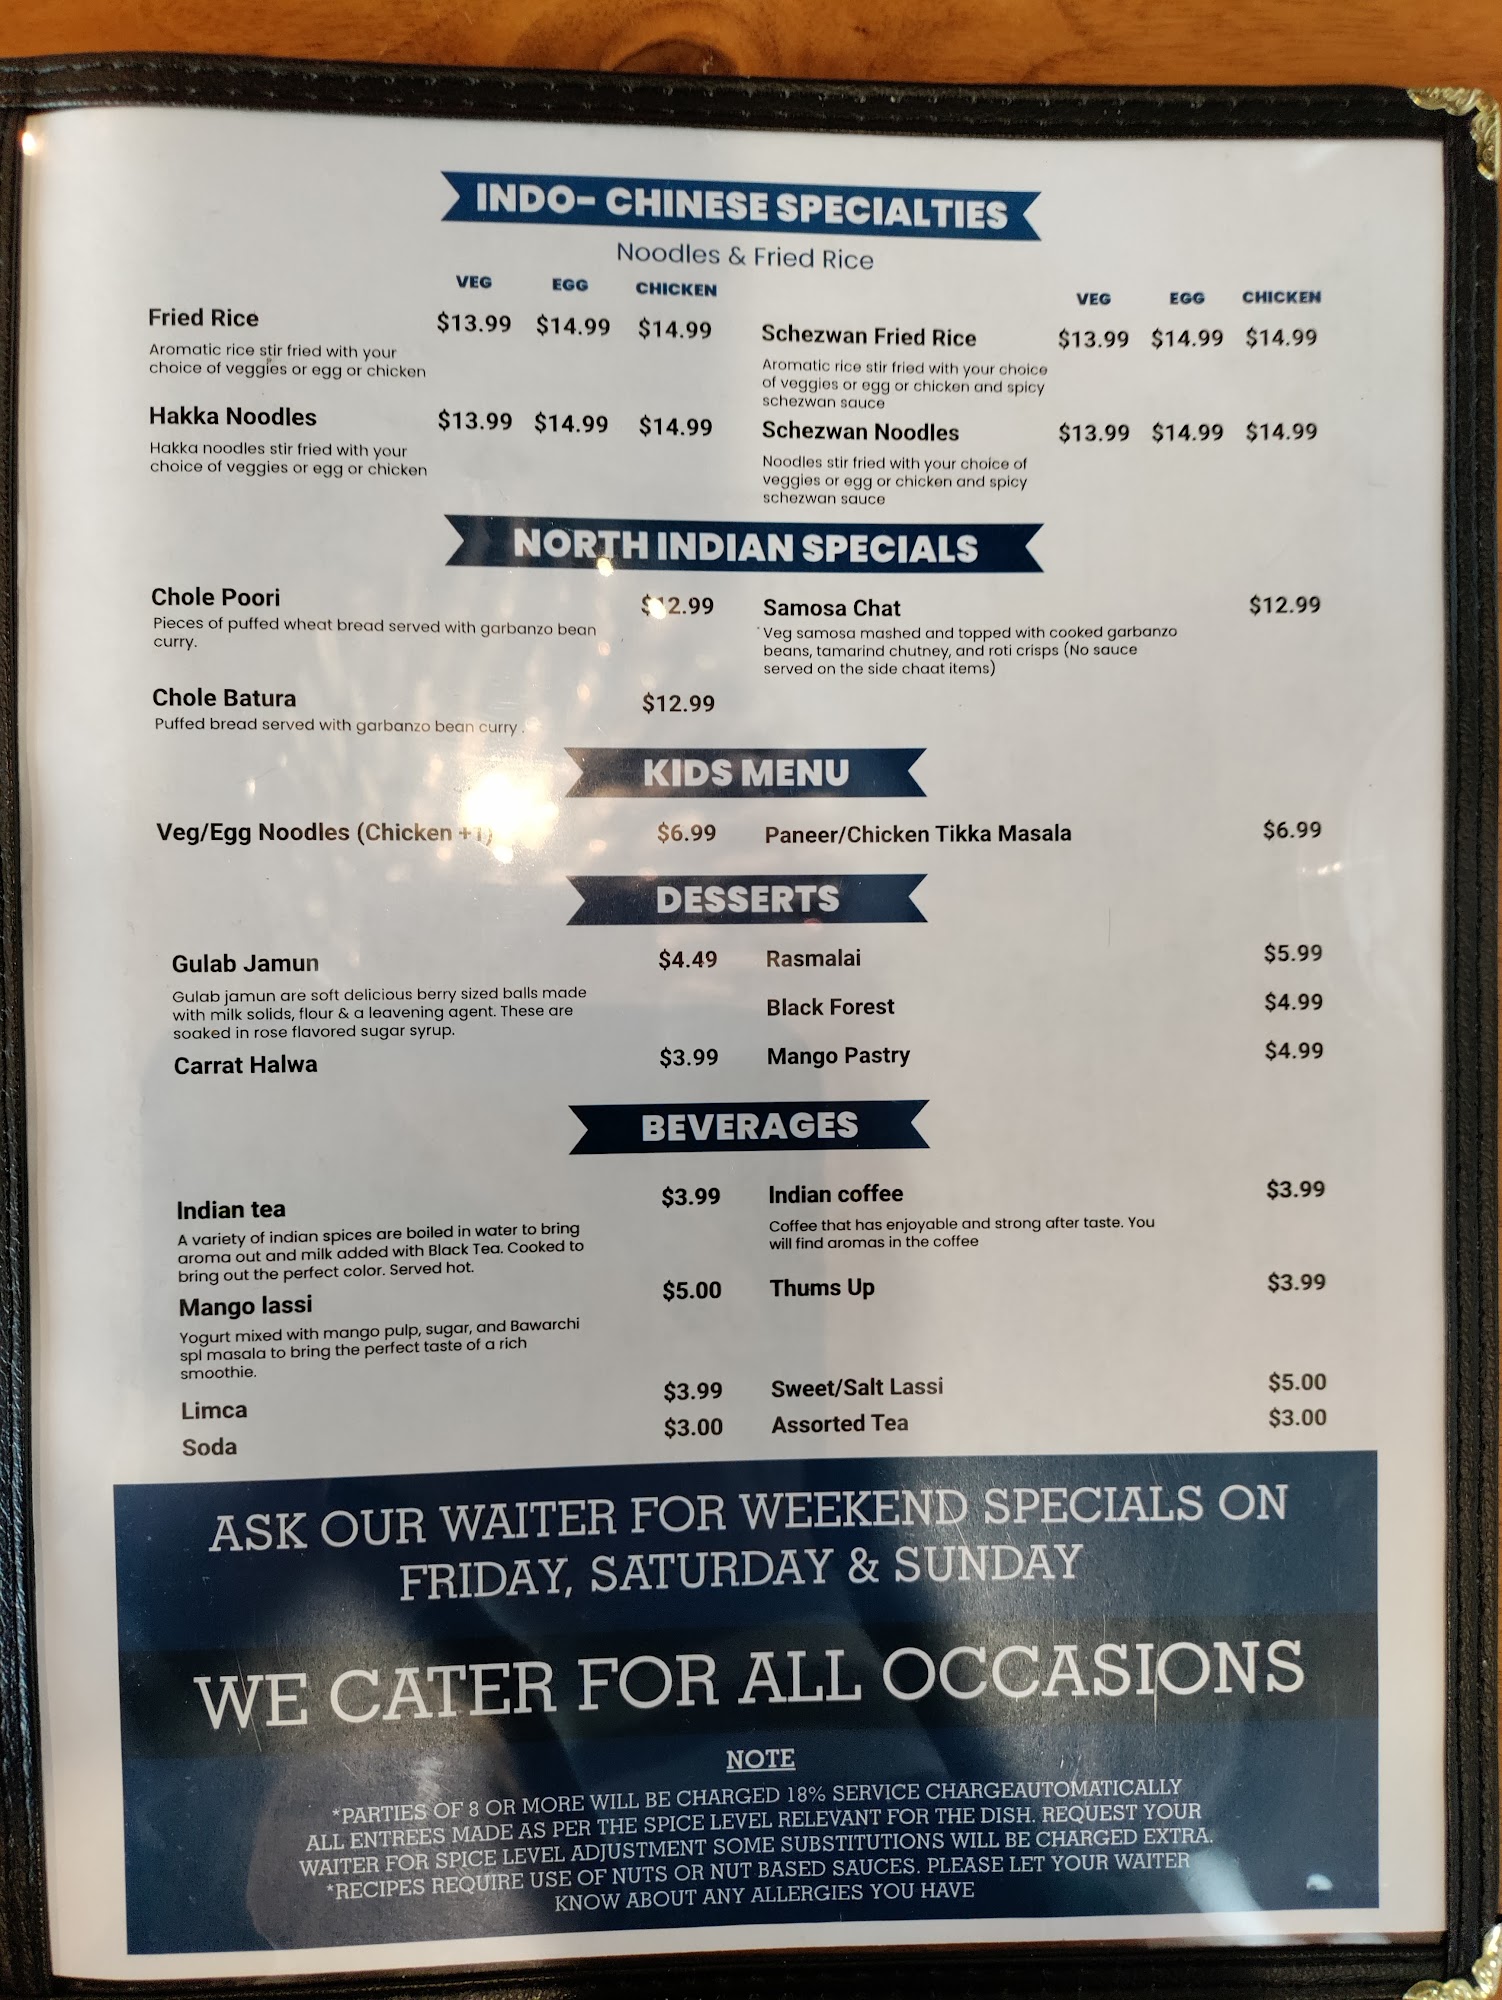 INDO- CHINESE SPECIALTIES
Noodles & Fried Rice
VEG EGG CHICKEN
Fried Rice $13.99 $14.99 $14.99
Aromatic rice stir fried with your
choice of veggies or egg or chicken
Hakka Noodles $13.99 $14.99 $14.99
Hakka noodles stir fried with your
choice of veggies or egg or chicken
VEG EGG CHICKEN
Schezwan Fried Rice $13.99 $14.99 $14.99
Aromatic rice stir fried with your choice
of veggies or egg or chicken and spicy
schezwan sauce
Schezwan Noodles $13.99 $14.99 $14.99
Noodles stir fried with your choice of
veggies or egg or chicken and spicy
schezwan sauce
NORTH INDIAN SPECIALS
Chole Poori $12.99
Pieces of puffed wheat bread served with garbanzo bean
curry.
Chole Batura $12.99
Puffed bread served with garbanzo bean curry .
Samosa Chat $12.99
Veg samosa mashed and topped with cooked garbanzo
beans, tamarind chutney, and roti crisps (No sauce
served on the side chaat items)
KIDS MENU
Veg/Egg Noodles (Chicken +1) $6.99
Paneer/Chicken Tikka Masala $6.99
DESSERTS
Gulab Jamun $4.49
Gulab jamun are soft delicious berry sized balls made
with milk solids, flour & a leavening agent. These are
soaked in rose flavored sugar syrup.
Carrat Halwa $3.99
Rasmalai $5.99
Black Forest $4.99
Mango Pastry $4.99
BEVERAGES
Indian tea $3.99
A variety of indian spices are boiled in water to bring
aroma out and milk added with Black Tea. Cooked to
bring out the perfect color. Served hot.
Mango lassi $5.00
Yogurt mixed with mango pulp, sugar, and Bawarchi
spl masala to bring the perfect taste of a rich
smoothie.
Limca $3.99
Soda $3.00
Indian coffee $3.99
Coffee that has enjoyable and strong after taste. You
will find aromas in the coffee
Thums Up $3.99
Sweet/Salt Lassi $5.00
Assorted Tea $3.00
ASK OUR WAITER FOR WEEKEND SPECIALS ON
FRIDAY, SATURDAY & SUNDAY
WE CATER FOR ALL OCCASIONS
NOTE
*PARTIES OF 8 OR MORE WILL BE CHARGED 18% SERVICE CHARGEAUTOMATICALLY
ALL ENTREES MADE AS PER THE SPICE LEVEL RELEVANT FOR THE DISH. REQUEST YOUR
WAITER FOR SPICE LEVEL ADJUSTMENT SOME SUBSTITUTIONS WILL BE CHARGED EXTRA.
*RECIPES REQUIRE USE OF NUTS OR NUT BASED SAUCES. PLEASE LET YOUR WAITER
KNOW ABOUT ANY ALLERGIES YOU HAVE